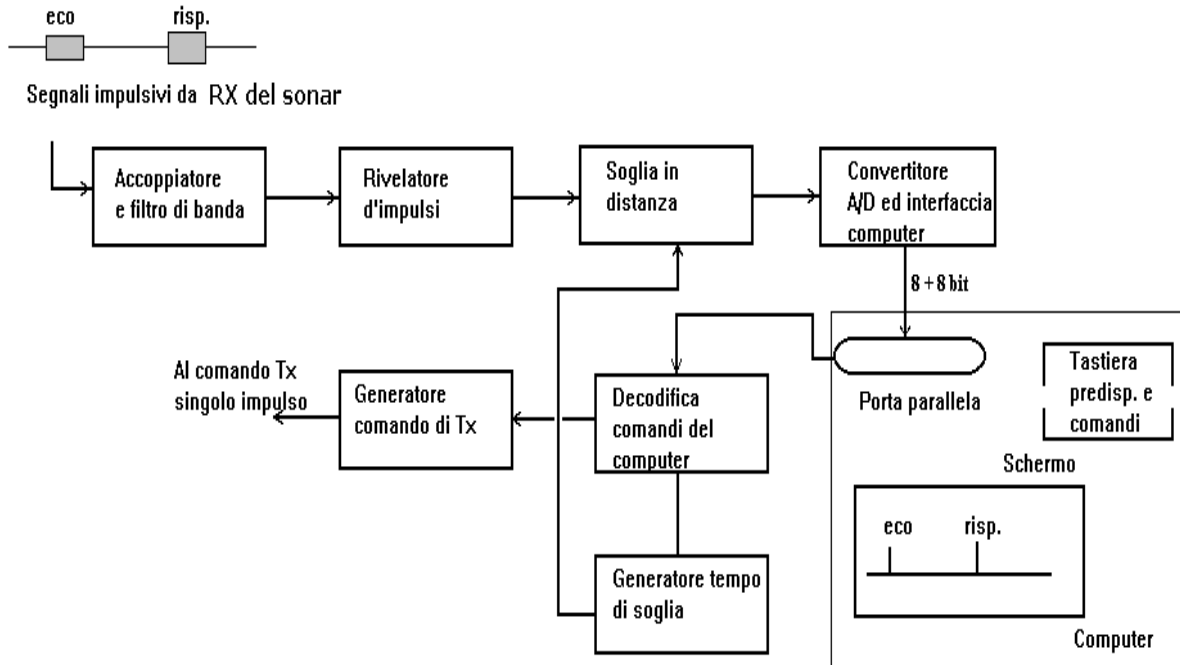 eco risp.
Segnali impulsivi da RX del sonar
Accoppiatore
e filtro di banda
Rivelatore
d'impulsi
Soglia in
distanza
Convertitore
A/D ed interfaccia
computer
8 + 8 bit
Al comando Tx
singolo impulso
Generatore
comando di Tx
Decodifica
comandi del
computer
Porta parallela
Tastiera
predisp. e
comandi
Schermo
eco risp.
Generatore tempo
di soglia
Computer